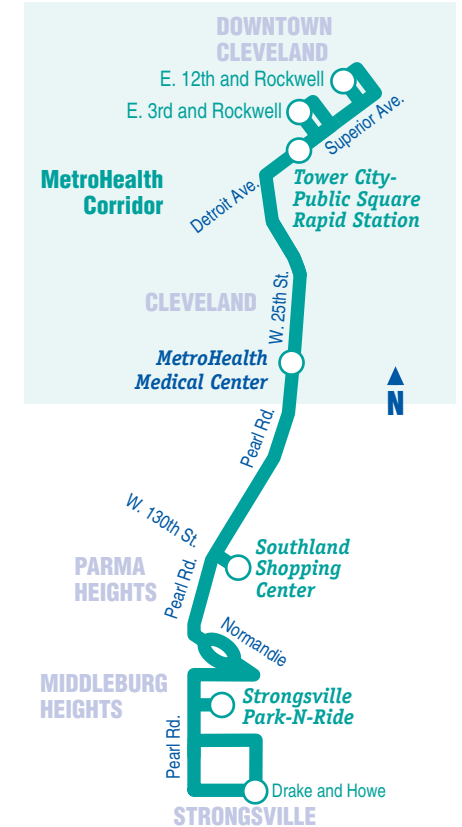 DOWNTOWN
CLEVELAND
E. 12th and Rockwell
E. 3rd and Rockwell
Superior Ave.
MetroHealth
Corridor
Detroit Ave.
Tower City-
Public Square
Rapid Station
CLEVELAND
W. 25th St.
MetroHealth
Medical Center
N
Pearl Rd.
W. 130th St.
Southland
Shopping
Center
PARMA
HEIGHTS
Pearl Rd.
Normandie
MIDDLEBURG
HEIGHTS
Strongsville
Park-N-Ride
Pearl Rd.
Drake and Howe
STRONGSVILLE